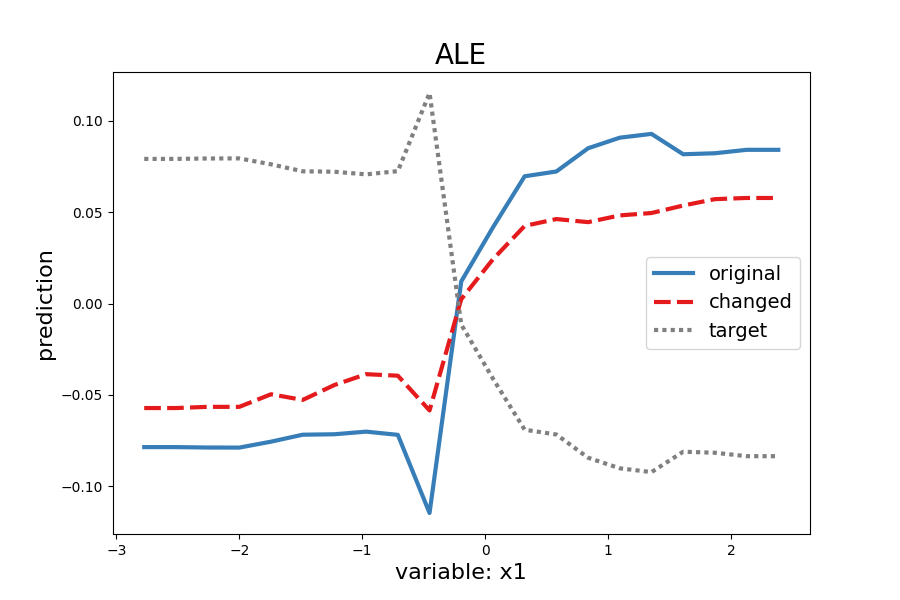 ALE
prediction
0.10
0.05
0.00
−0.05
−0.10
original
changed
target
−3
−2
−1
0
1
2
variable: x1